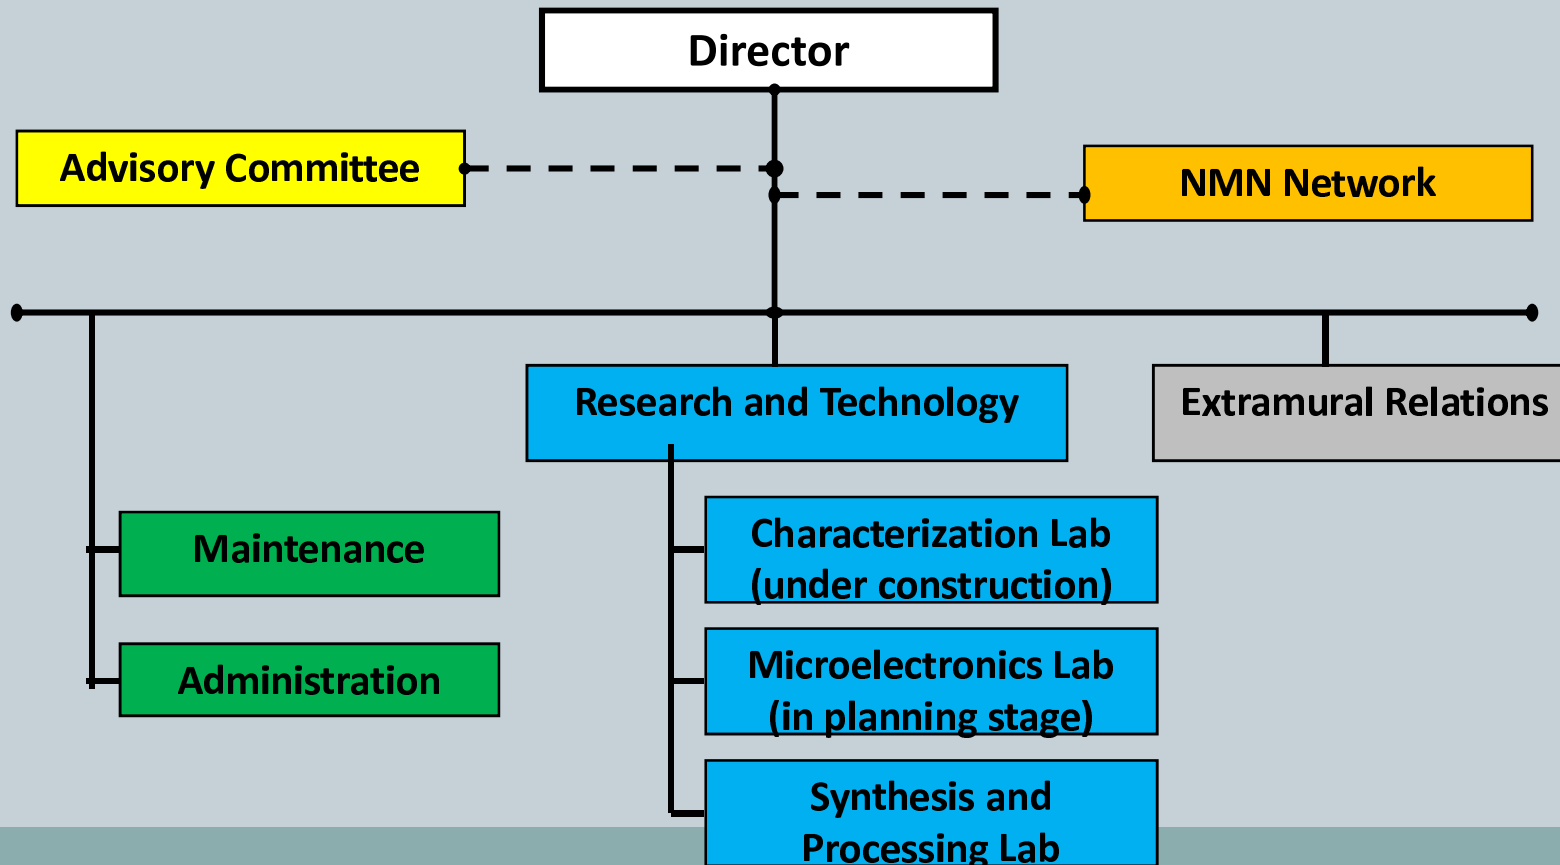 Director
Advisory Committee
NMN Network
Research and Technology
Extramural Relations
Maintenance
Administration
Characterization Lab
(under construction)
Microelectronics Lab
(in planning stage)
Synthesis and
Processing Lab